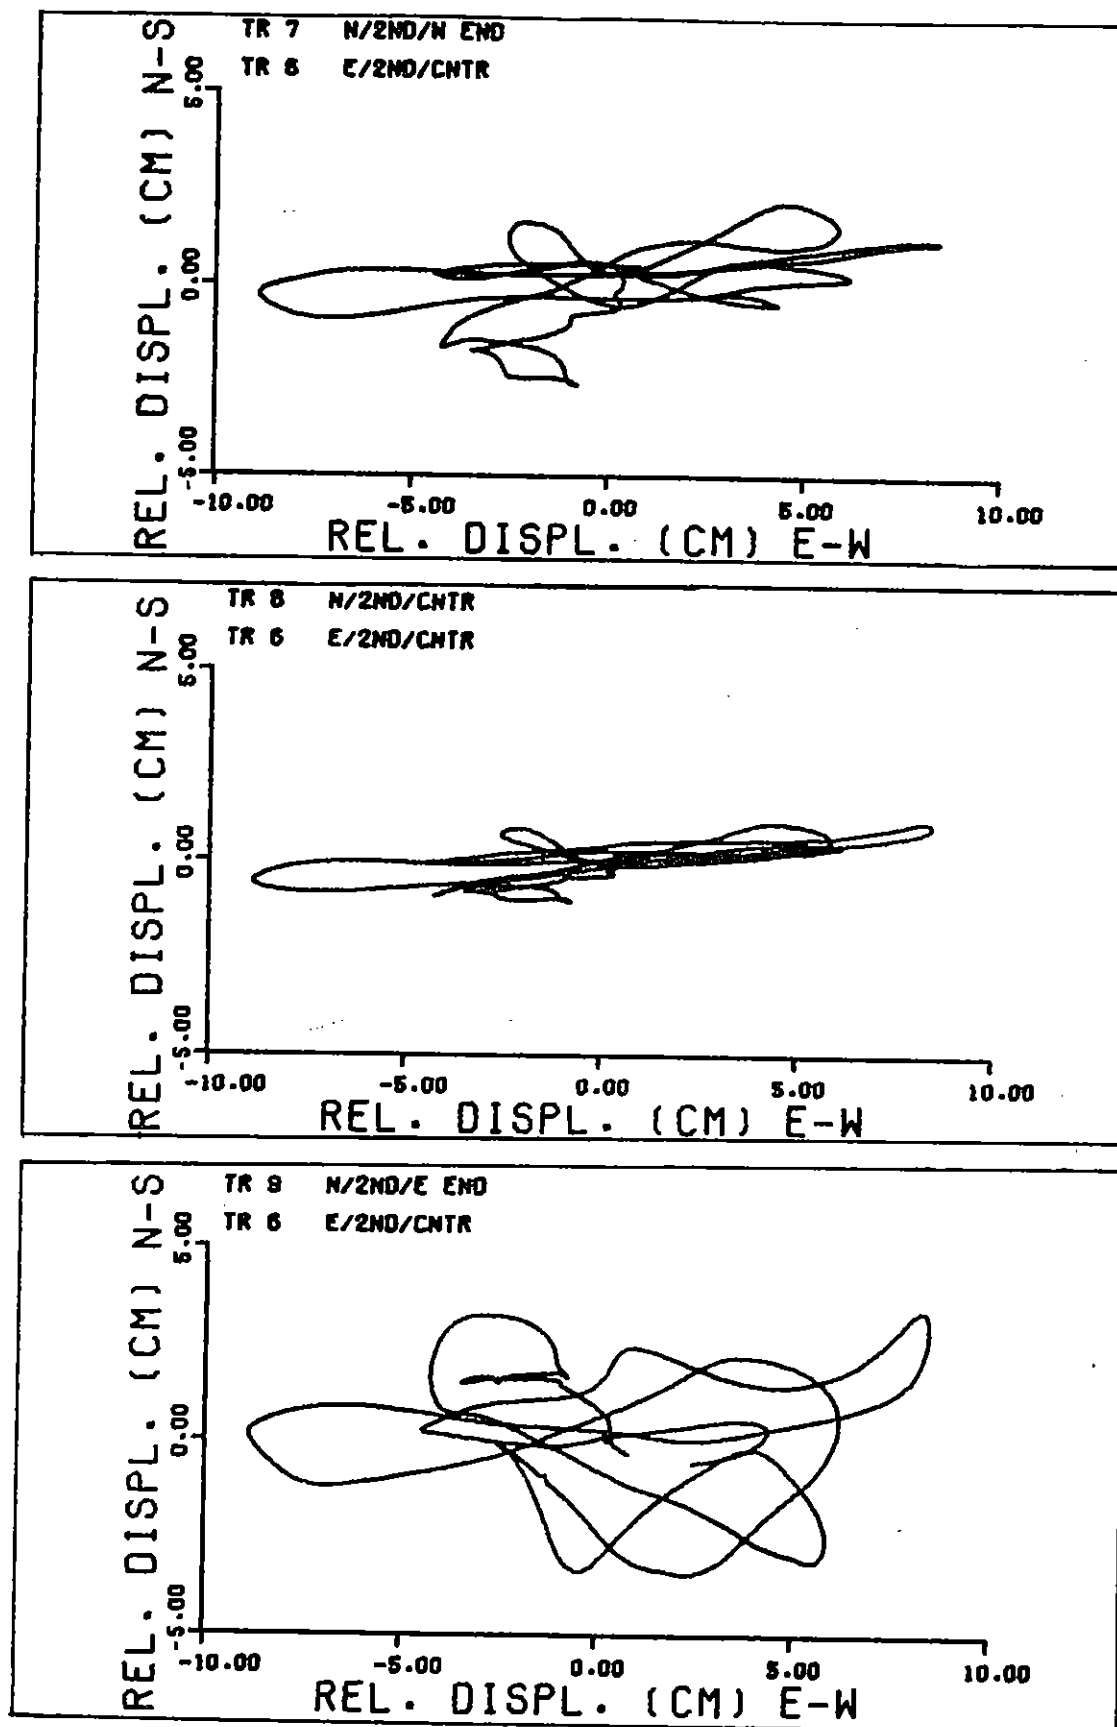 TR 7 N/2ND/W END
TR 6 E/2ND/CNTR
REL. DISPL. (CM) N-S
5.00
0.00
-5.00
-10.00 -5.00 0.00 5.00 10.00
REL. DISPL. (CM) E-W
TR 8 N/2ND/CNTR
TR 6 E/2ND/CNTR
REL. DISPL. (CM) N-S
5.00
0.00
-5.00
-10.00 -5.00 0.00 5.00 10.00
REL. DISPL. (CM) E-W
TR 9 N/2ND/E END
TR 6 E/2ND/CNTR
REL. DISPL. (CM) N-S
5.00
0.00
-5.00
-10.00 -5.00 0.00 5.00 10.00
REL. DISPL. (CM) E-W